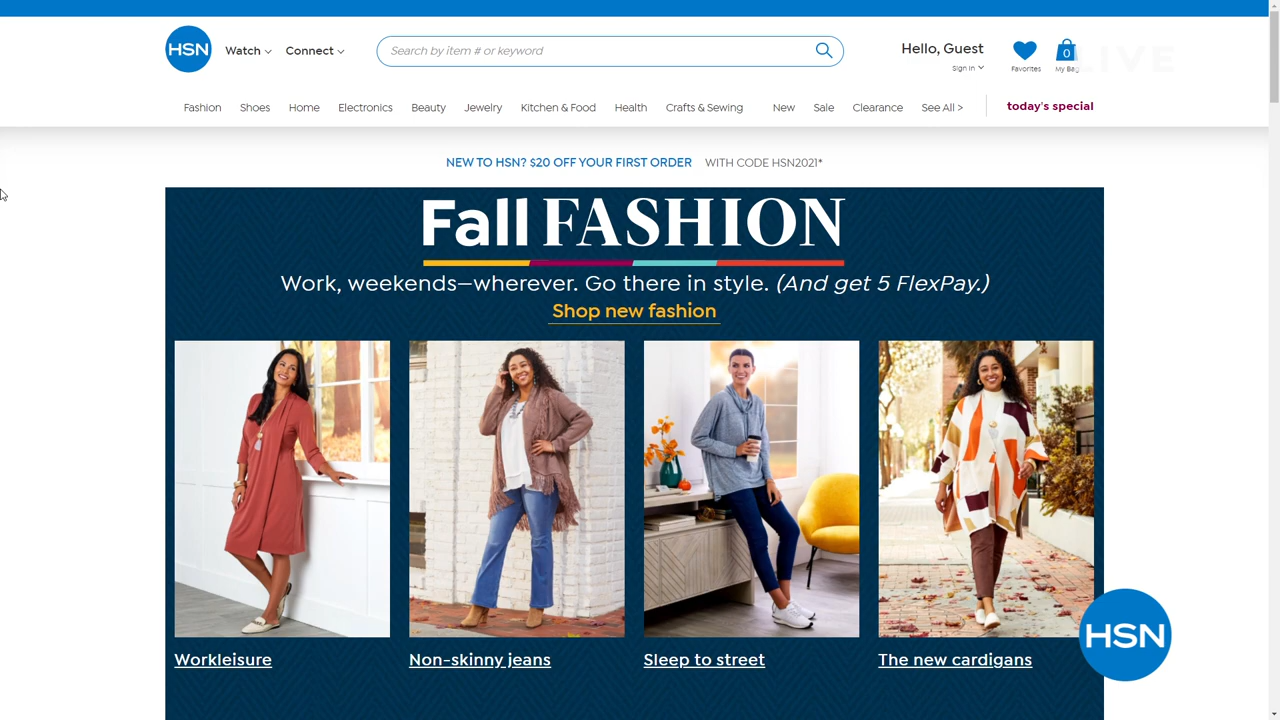 HSN
Watch
Connect
Search by item # or keyword
Hello, Guest
Sign in
Favorites
0
My Bag
LIVE
Fashion
Shoes
Home
Electronics
Beauty
Jewelry
Kitchen & Food
Health
Crafts & Sewing
New
Sale
Clearance
See All >
today's special
NEW TO HSN? $20 OFF YOUR FIRST ORDER WITH CODE HSN2021*
Fall FASHION
Work, weekends—wherever. Go there in style. (And get 5 FlexPay.)
Shop new fashion
Workleisure
Non-skinny jeans
Sleep to street
The new cardigans
HSN